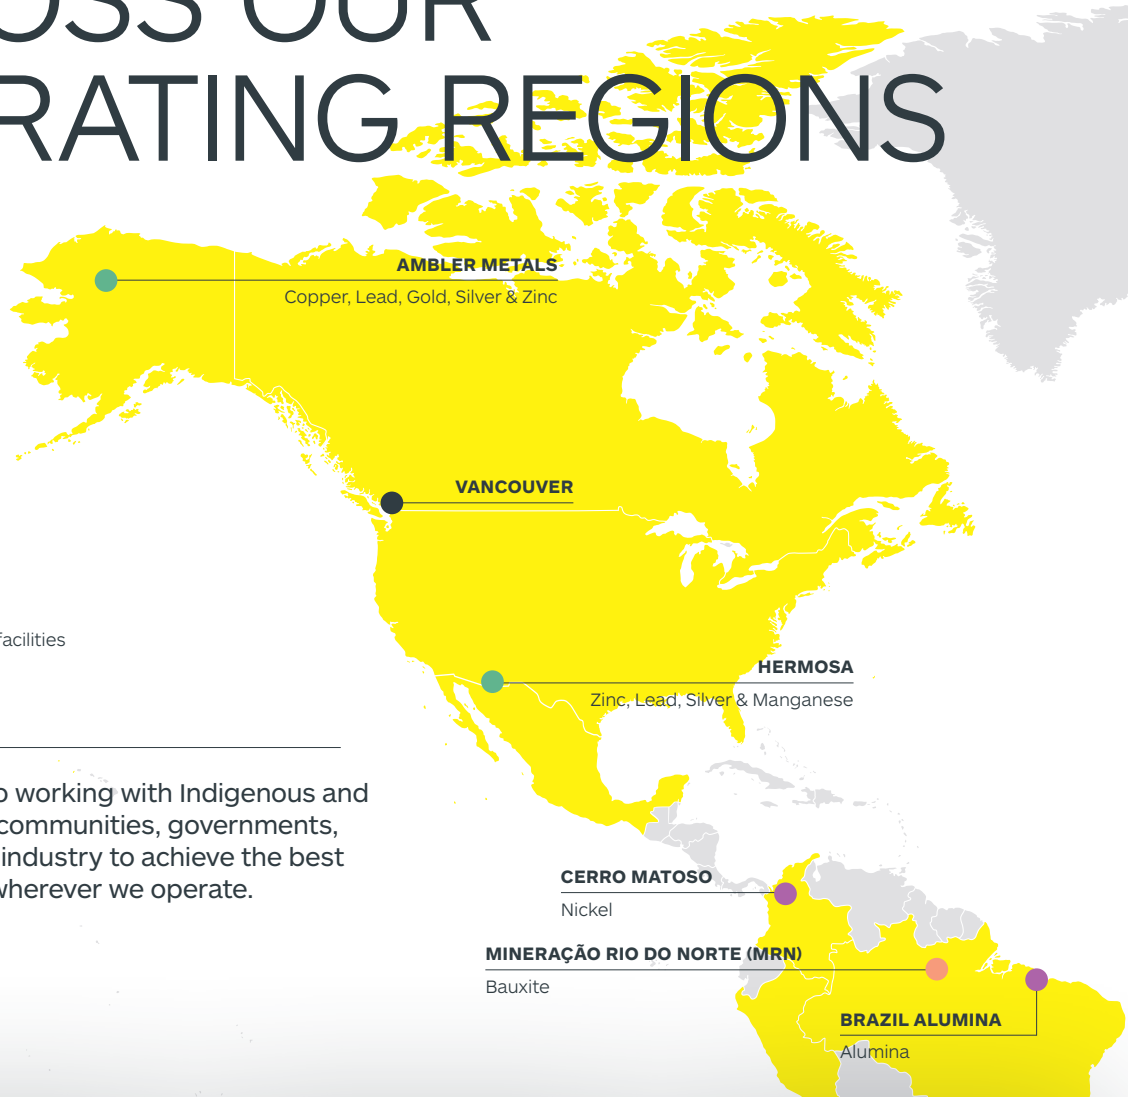 OSS OUR
RATING REGIONS
AMBLER METALS
Copper, Lead, Gold, Silver & Zinc
VANCOUVER
facilities
HERMOSA
Zinc, Lead, Silver & Manganese
o working with Indigenous and
communities, governments,
industry to achieve the best
wherever we operate.
CERRO MATOSO
Nickel
MINERAÇÃO RIO DO NORTE (MRN)
Bauxite
BRAZIL ALUMINA
Alumina